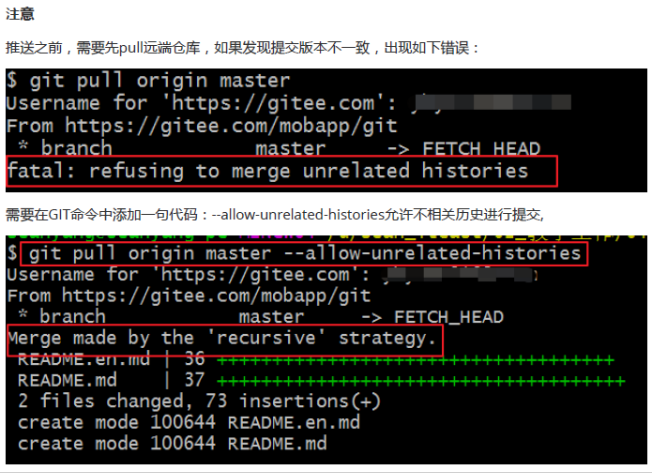 注意
推送之前，需要先pull远端仓库，如果发现提交版本不一致，出现如下错误：
$ git pull origin master
Username for 'https://gitee.com':
From https://gitee.com/mobapp/git
* branch master -> FETCH_HEAD
fatal: refusing to merge unrelated histories
需要在GIT命令中添加一句代码：--allow-unrelated-histories允许不相关历史进行提交,
$ git pull origin master --allow-unrelated-histories
Username for 'https://gitee.com':
From https://gitee.com/mobapp/git
* branch master -> FETCH_HEAD
Merge made by the 'recursive' strategy.
README.en.md | 36 ++++++++++++++++++++++++++++++++++++
README.md | 37 +++++++++++++++++++++++++++++++++++++
2 files changed, 73 insertions(+)
create mode 100644 README.en.md
create mode 100644 README.md